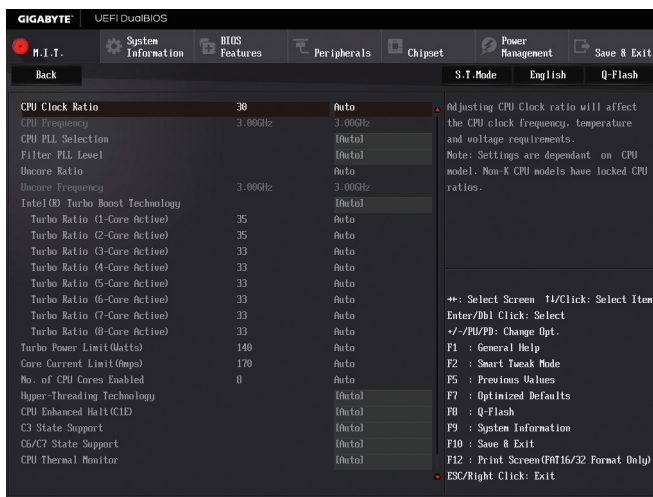 GIGABYTE™ UEFI DualBIOS
M.I.T. System Information BIOS Features Peripherals Chipset Power Management Save & Exit
Back S.T.Mode English Q-Flash
CPU Clock Ratio 30 Auto
CPU Frequency 3.00GHz 3.00GHz
CPU PLL Selection [Auto]
Filter PLL Level [Auto]
Uncore Ratio Auto
Uncore Frequency 3.00GHz 3.00GHz
Intel(R) Turbo Boost Technology [Auto]
Turbo Ratio (1-Core Active) 35 Auto
Turbo Ratio (2-Core Active) 35 Auto
Turbo Ratio (3-Core Active) 33 Auto
Turbo Ratio (4-Core Active) 33 Auto
Turbo Ratio (5-Core Active) 33 Auto
Turbo Ratio (6-Core Active) 33 Auto
Turbo Ratio (7-Core Active) 33 Auto
Turbo Ratio (8-Core Active) 33 Auto
Turbo Power Limit(Watts) 140 Auto
Core Current Limit(Amps) 170 Auto
No. of CPU Cores Enabled 8 Auto
Hyper-Threading Technology [Auto]
CPU Enhanced Halt(C1E) [Auto]
C3 State Support [Auto]
C6/C7 State Support [Auto]
CPU Thermal Monitor [Auto]
Adjusting CPU Clock ratio will affect
the CPU clock frequency, temperature
and voltage requirements.
Note: Settings are dependant on CPU
model. Non-K CPU models have locked CPU
ratios.
→←: Select Screen ↑↓/Click: Select Item
Enter/Dbl Click: Select
+/-/PU/PD: Change Opt.
F1 : General Help
F2 : Smart Tweak Mode
F5 : Previous Values
F7 : Optimized Defaults
F8 : Q-Flash
F9 : System Information
F10 : Save & Exit
F12 : Print Screen(FAT16/32 Format Only)
ESC/Right Click: Exit